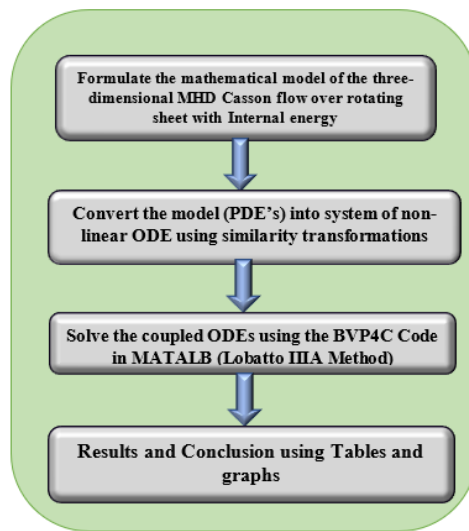 Formulate the mathematical model of the three-
dimensional MHD Casson flow over rotating
sheet with Internal energy
Convert the model (PDE’s) into system of non-
linear ODE using similarity transformations
Solve the coupled ODEs using the BVP4C Code
in MATALB (Lobatto IIIA Method)
Results and Conclusion using Tables and
graphs